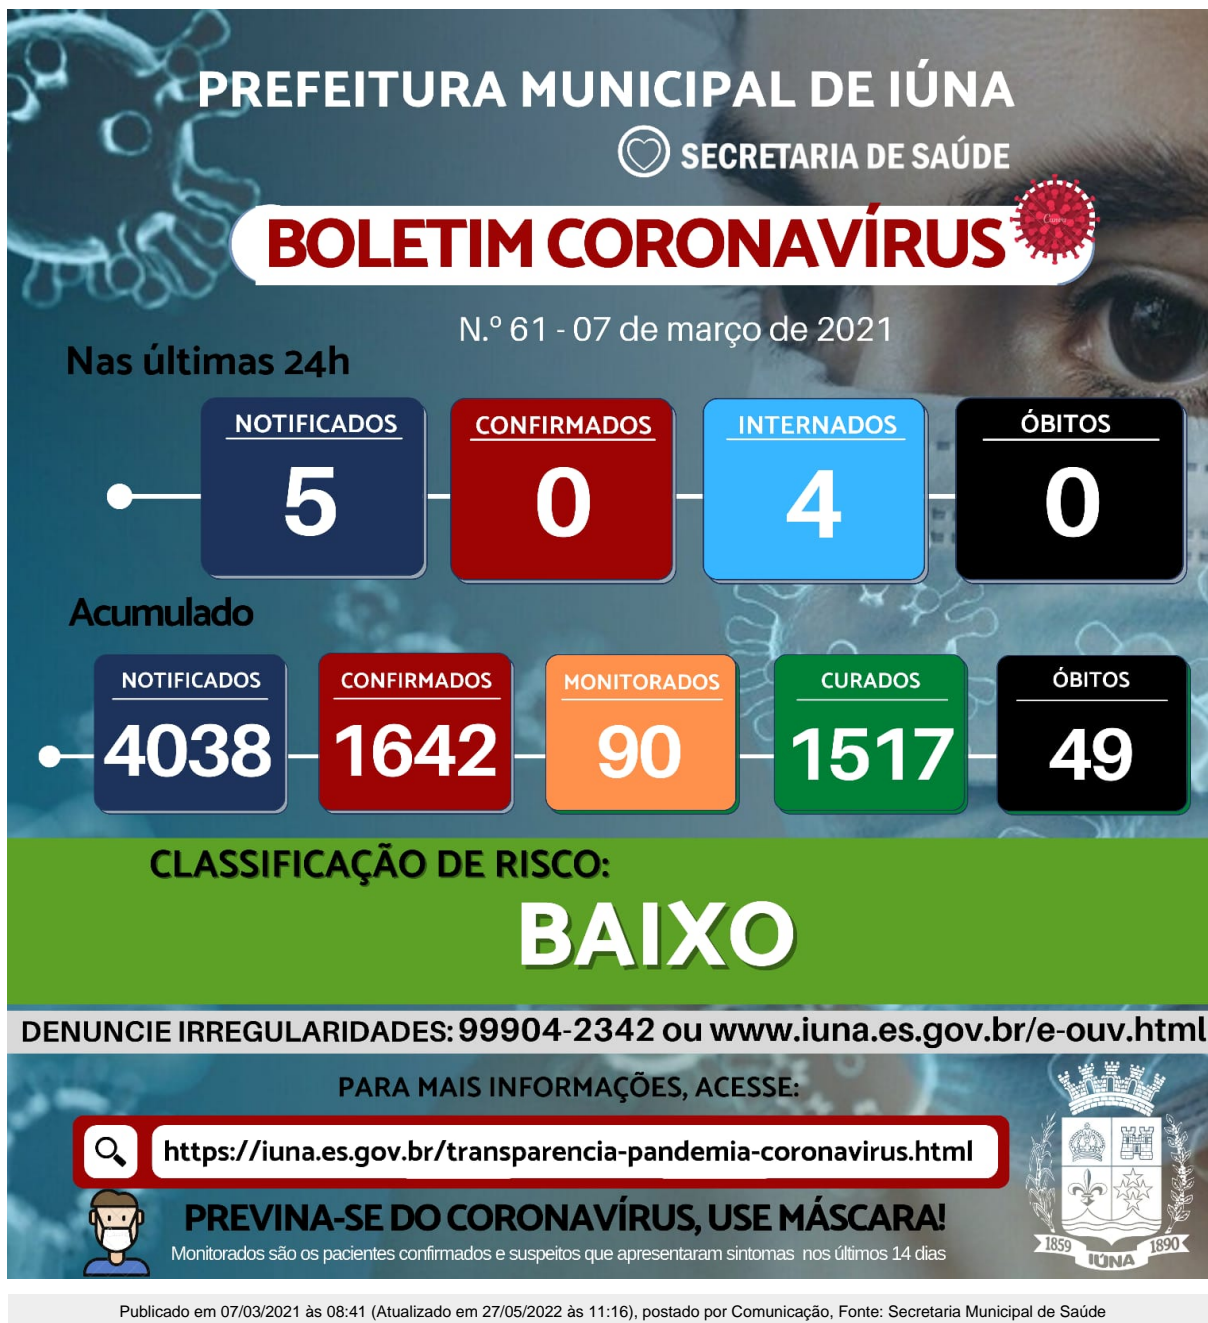 PREFEITURA MUNICIPAL DE IÚNA
SECRETARIA DE SAÚDE
BOLETIM CORONAVÍRUS
Canva
N.º 61 - 07 de março de 2021
Nas últimas 24h
NOTIFICADOS
5
CONFIRMADOS
0
INTERNADOS
4
ÓBITOS
0
Acumulado
NOTIFICADOS
4038
CONFIRMADOS
1642
MONITORADOS
90
CURADOS
1517
ÓBITOS
49
CLASSIFICAÇÃO DE RISCO:
BAIXO
DENUNCIE IRREGULARIDADES: 99904-2342 ou www.iuna.es.gov.br/e-ouv.html
PARA MAIS INFORMAÇÕES, ACESSE:
https://iuna.es.gov.br/transparencia-pandemia-coronavirus.html
PREVINA-SE DO CORONAVÍRUS, USE MÁSCARA!
Monitorados são os pacientes confirmados e suspeitos que apresentaram sintomas nos últimos 14 dias
1859 IÚNA 1890
Publicado em 07/03/2021 às 08:41 (Atualizado em 27/05/2022 às 11:16), postado por Comunicação, Fonte: Secretaria Municipal de Saúde